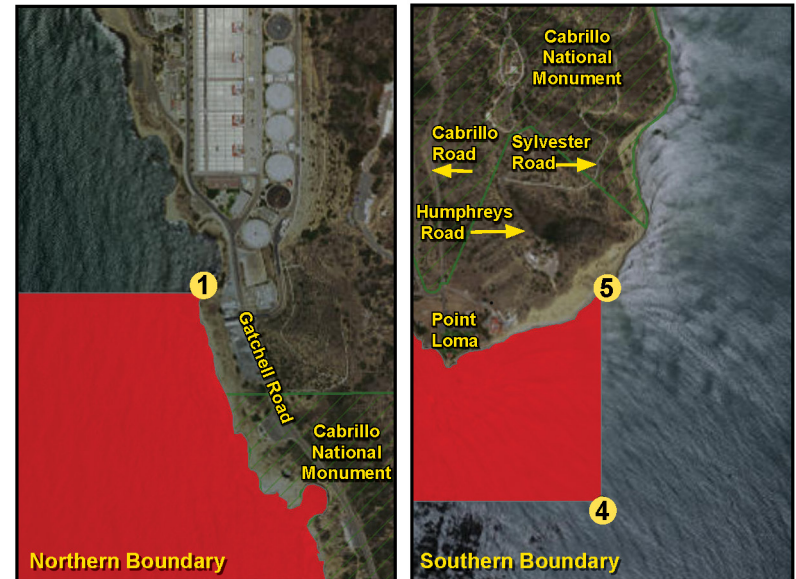 1
Gatchell Road
Cabrillo
National
Monument
Northern Boundary
Cabrillo
National
Monument
Cabrillo
Road
Sylvester
Road
Humphreys
Road
5
Point
Loma
4
Southern Boundary